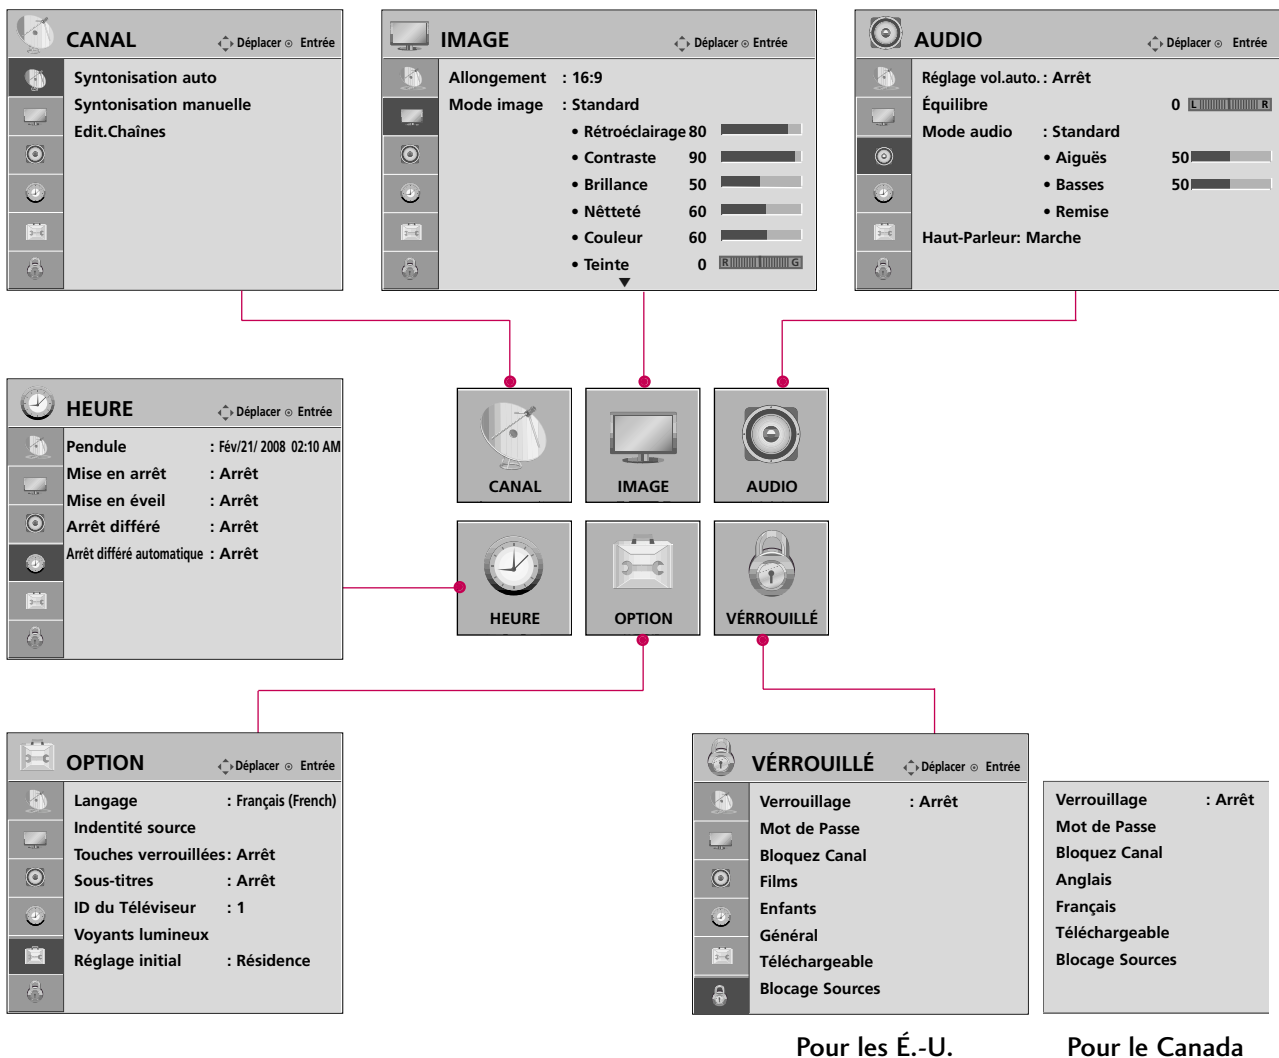 CANAL
Déplacer Entrée
Syntonisation auto
Syntonisation manuelle
Edit.Chaînes
IMAGE
Déplacer Entrée
Allongement : 16:9
Mode image : Standard
• Rétroéclairage 80
• Contraste 90
• Brillance 50
• Nêtteté 60
• Couleur 60
• Teinte 0 R G
AUDIO
Déplacer Entrée
Réglage vol.auto. : Arrêt
Équilibre 0 L R
Mode audio : Standard
• Aiguës 50
• Basses 50
• Remise
Haut-Parleur: Marche
HEURE
Déplacer Entrée
Pendule : Fév/21/ 2008 02:10 AM
Mise en arrêt : Arrêt
Mise en éveil : Arrêt
Arrêt différé : Arrêt
Arrêt différé automatique : Arrêt
CANAL
IMAGE
AUDIO
HEURE
OPTION
VÉRROUILLÉ
OPTION
Déplacer Entrée
Langage : Français (French)
Indentité source
Touches verrouillées : Arrêt
Sous-titres : Arrêt
ID du Téléviseur : 1
Voyants lumineux
Réglage initial : Résidence
VÉRROUILLÉ
Déplacer Entrée
Verrouillage : Arrêt
Mot de Passe
Bloquez Canal
Films
Enfants
Général
Téléchargeable
Blocage Sources
Pour les É.-U.
Verrouillage : Arrêt
Mot de Passe
Bloquez Canal
Anglais
Français
Téléchargeable
Blocage Sources
Pour le Canada